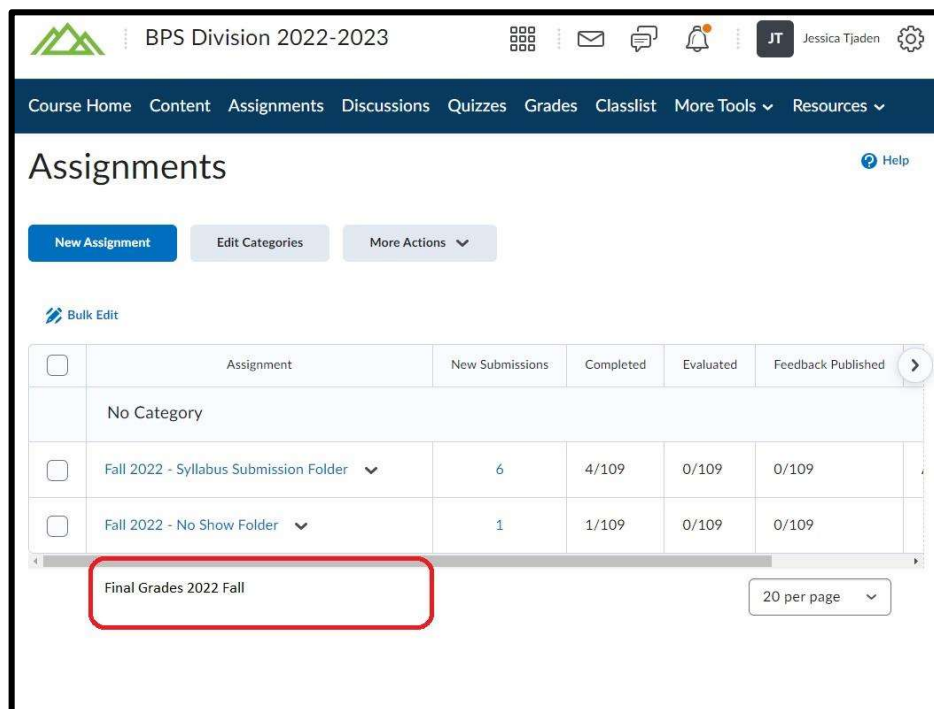 BPS Division 2022-2023
JT
Jessica Tjaden
Course Home Content Assignments Discussions Quizzes Grades Classlist More Tools Resources
Assignments
Help
New Assignment
Edit Categories
More Actions
Bulk Edit
Assignment New Submissions Completed Evaluated Feedback Published
No Category
Fall 2022 - Syllabus Submission Folder 6 4/109 0/109 0/109
Fall 2022 - No Show Folder 1 1/109 0/109 0/109
Final Grades 2022 Fall
20 per page